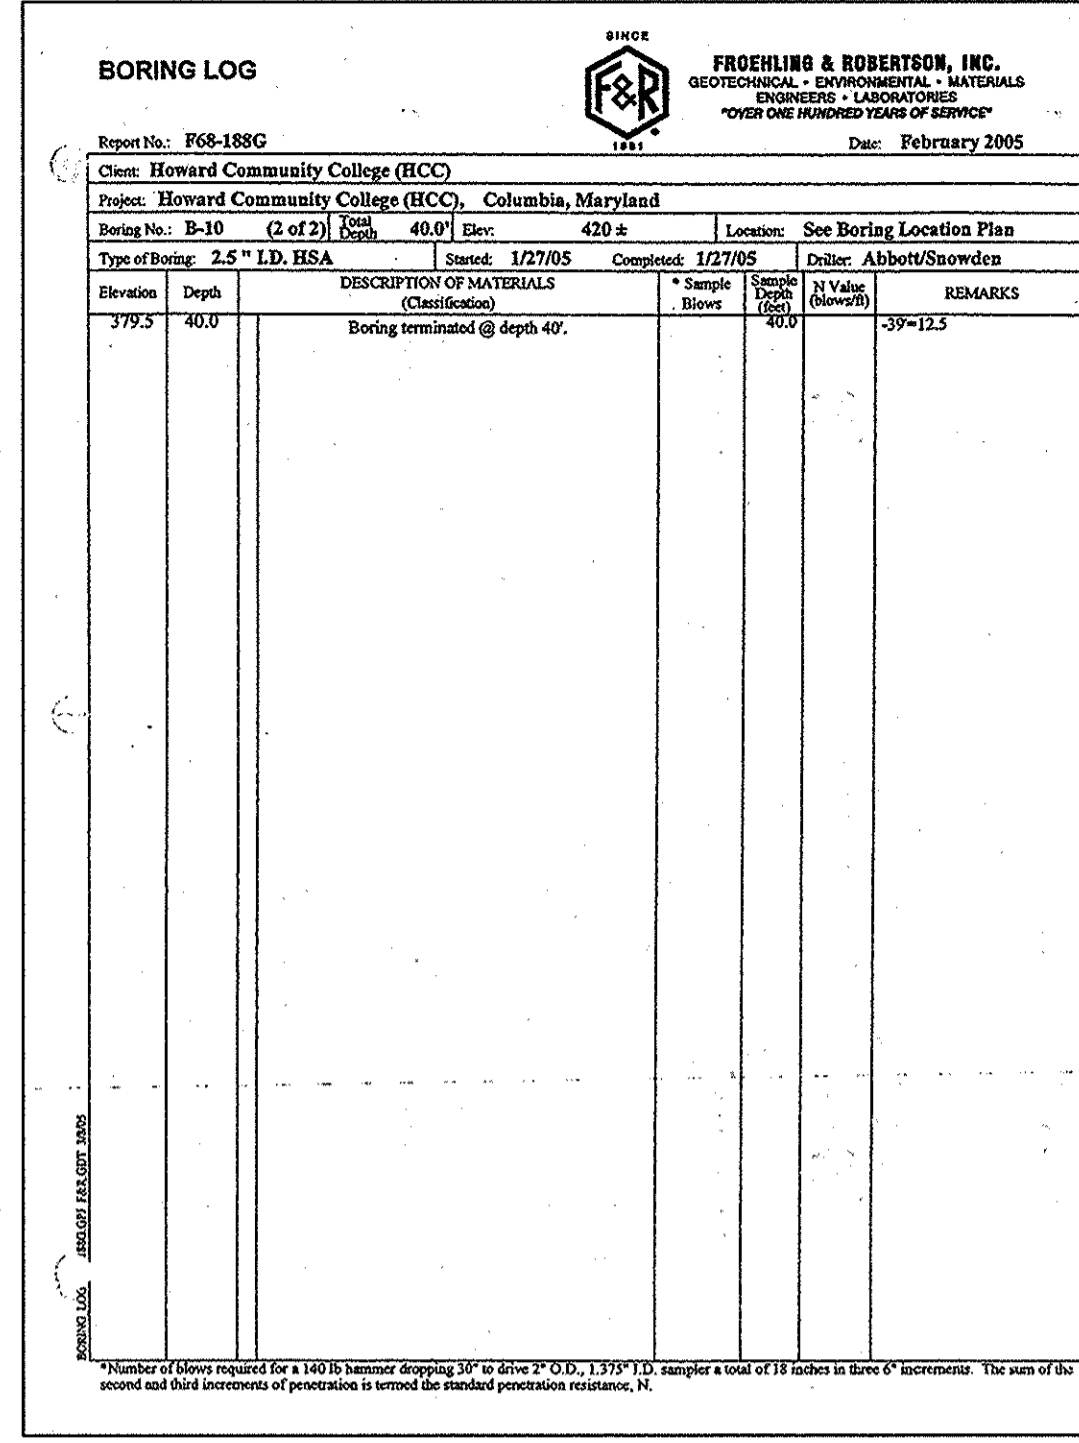 BORING LOG
SINCE
F&R
1881
FROEHLING & ROBERTSON, INC.
GEOTECHNICAL • ENVIRONMENTAL • MATERIALS
ENGINEERS • LABORATORIES
"OVER ONE HUNDRED YEARS OF SERVICE"
Report No.: F68-188G
Date: February 2005
Client: Howard Community College (HCC)
Project: Howard Community College (HCC), Columbia, Maryland
Boring No.: B-10 (2 of 2) Total Depth 40.0' Elev: 420 ± Location: See Boring Location Plan
Type of Boring: 2.5 " I.D. HSA Started: 1/27/05 Completed: 1/27/05 Driller: Abbott/Snowden
Elevation Depth DESCRIPTION OF MATERIALS (Classification) * Sample Blows Sample Depth (feet) N Value (blows/ft) REMARKS
379.5 40.0 Boring terminated @ depth 40'. 40.0 -39'=12.5
BORING LOG 188G.GPJ F&R.GDT 3/8/05
*Number of blows required for a 140 lb hammer dropping 30" to drive 2" O.D., 1.375" I.D. sampler a total of 18 inches in three 6" increments. The sum of the
second and third increments of penetration is termed the standard penetration resistance, N.